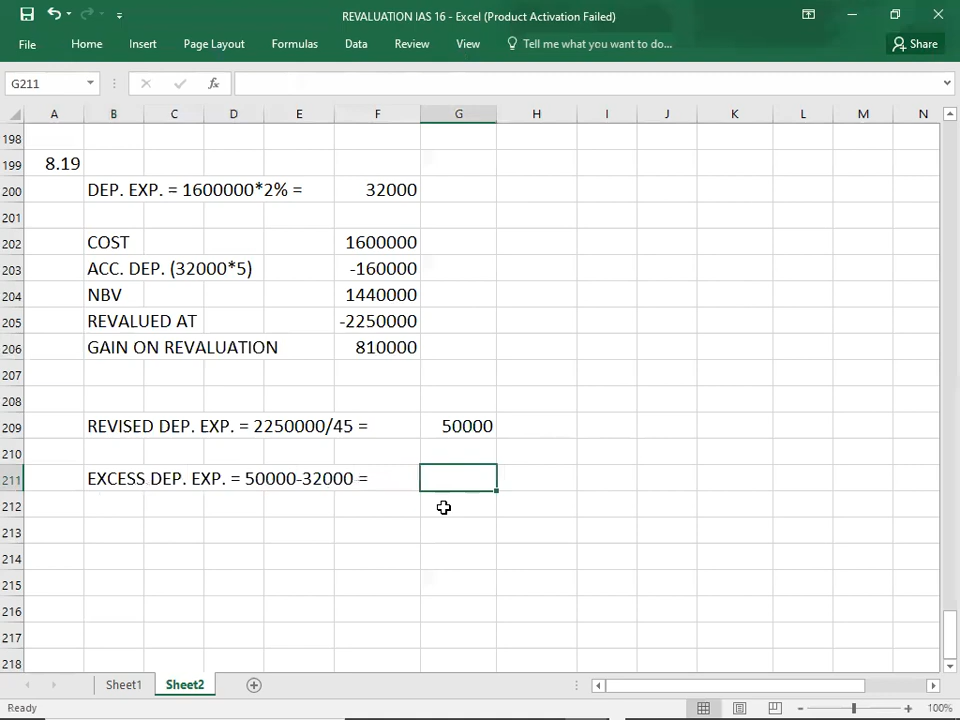 REVALUATION IAS 16 - Excel (Product Activation Failed)
File Home Insert Page Layout Formulas Data Review View Tell me what you want to do... Share
G211 fx
A B C D E F G H I J K L M N
198
199 8.19
200 DEP. EXP. = 1600000*2% = 32000
201
202 COST 1600000
203 ACC. DEP. (32000*5) -160000
204 NBV 1440000
205 REVALUED AT -2250000
206 GAIN ON REVALUATION 810000
207
208
209 REVISED DEP. EXP. = 2250000/45 = 50000
210
211 EXCESS DEP. EXP. = 50000-32000 =
212
213
214
215
216
217
218
Sheet1 Sheet2
Ready 100%